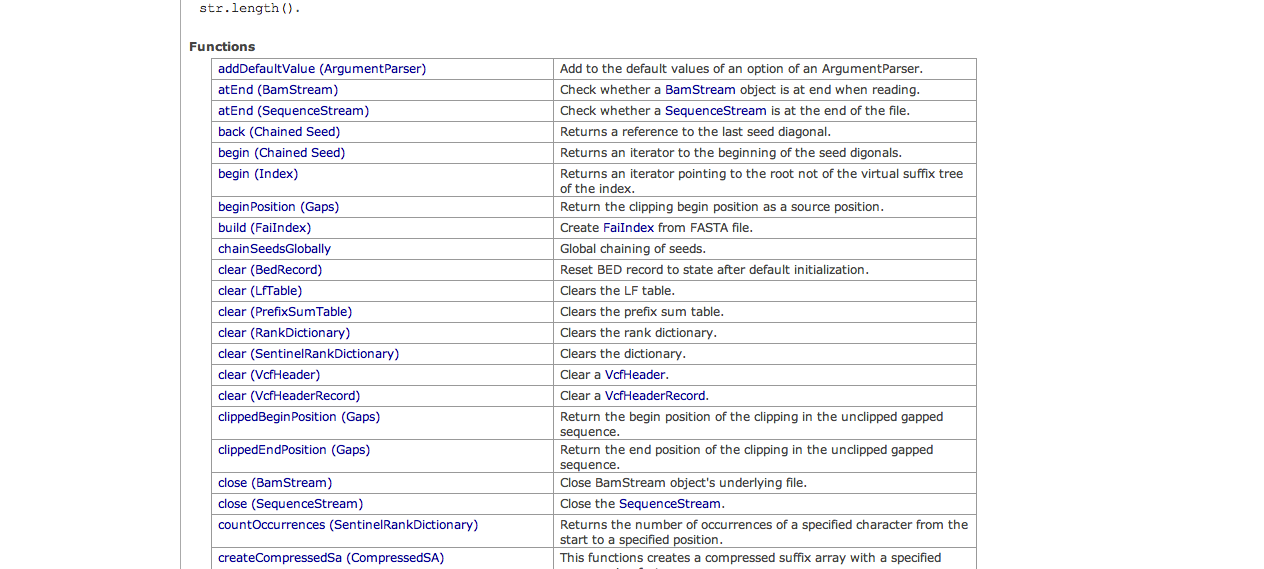 str.length().
Functions
addDefaultValue (ArgumentParser) Add to the default values of an option of an ArgumentParser.
atEnd (BamStream) Check whether a BamStream object is at end when reading.
atEnd (SequenceStream) Check whether a SequenceStream is at the end of the file.
back (Chained Seed) Returns a reference to the last seed diagonal.
begin (Chained Seed) Returns an iterator to the beginning of the seed digonals.
begin (Index) Returns an iterator pointing to the root not of the virtual suffix tree
of the index.
beginPosition (Gaps) Return the clipping begin position as a source position.
build (FaiIndex) Create FaiIndex from FASTA file.
chainSeedsGlobally Global chaining of seeds.
clear (BedRecord) Reset BED record to state after default initialization.
clear (LfTable) Clears the LF table.
clear (PrefixSumTable) Clears the prefix sum table.
clear (RankDictionary) Clears the rank dictionary.
clear (SentinelRankDictionary) Clears the dictionary.
clear (VcfHeader) Clear a VcfHeader.
clear (VcfHeaderRecord) Clear a VcfHeaderRecord.
clippedBeginPosition (Gaps) Return the begin position of the clipping in the unclipped gapped
sequence.
clippedEndPosition (Gaps) Return the end position of the clipping in the unclipped gapped
sequence.
close (BamStream) Close BamStream object's underlying file.
close (SequenceStream) Close the SequenceStream.
countOccurrences (SentinelRankDictionary) Returns the number of occurrences of a specified character from the
start to a specified position.
createCompressedSa (CompressedSA) This functions creates a compressed suffix array with a specified